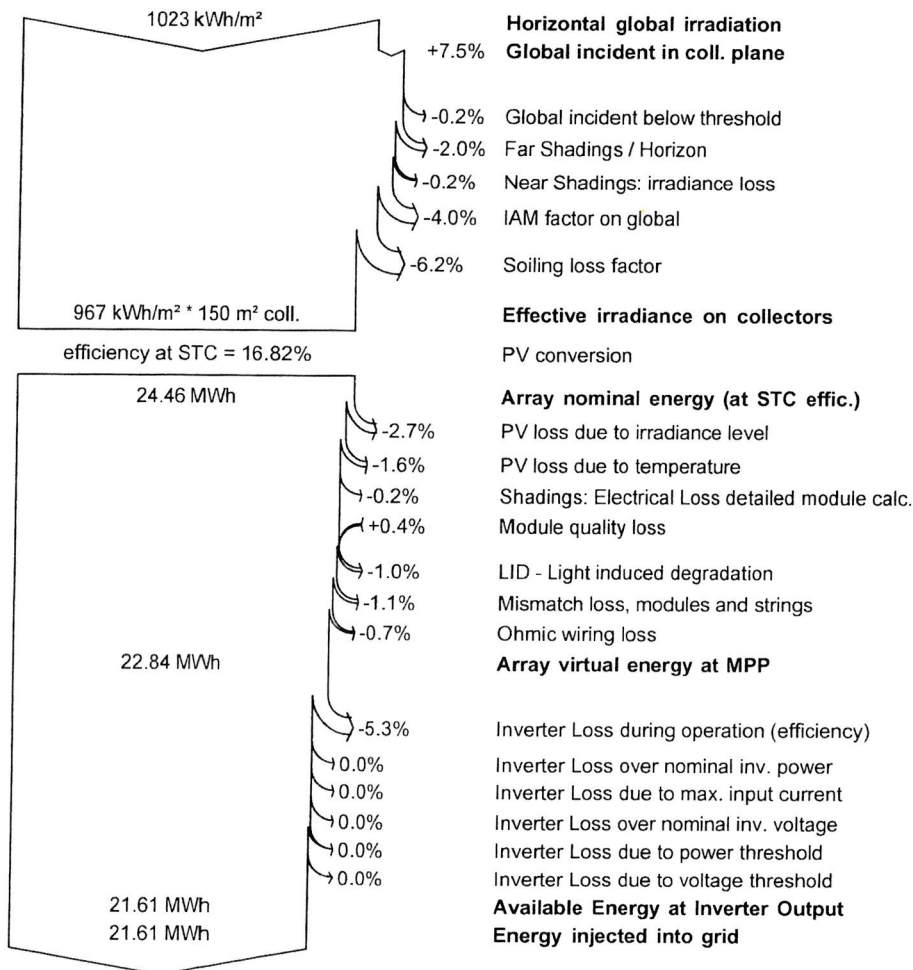 1023 kWh/m² Horizontal global irradiation
+7.5% Global incident in coll. plane
-0.2% Global incident below threshold
-2.0% Far Shadings / Horizon
-0.2% Near Shadings: irradiance loss
-4.0% IAM factor on global
-6.2% Soiling loss factor
967 kWh/m² * 150 m² coll. Effective irradiance on collectors
efficiency at STC = 16.82% PV conversion
24.46 MWh Array nominal energy (at STC effic.)
-2.7% PV loss due to irradiance level
-1.6% PV loss due to temperature
-0.2% Shadings: Electrical Loss detailed module calc.
+0.4% Module quality loss
-1.0% LID - Light induced degradation
-1.1% Mismatch loss, modules and strings
-0.7% Ohmic wiring loss
22.84 MWh Array virtual energy at MPP
-5.3% Inverter Loss during operation (efficiency)
0.0% Inverter Loss over nominal inv. power
0.0% Inverter Loss due to max. input current
0.0% Inverter Loss over nominal inv. voltage
0.0% Inverter Loss due to power threshold
0.0% Inverter Loss due to voltage threshold
21.61 MWh Available Energy at Inverter Output
21.61 MWh Energy injected into grid